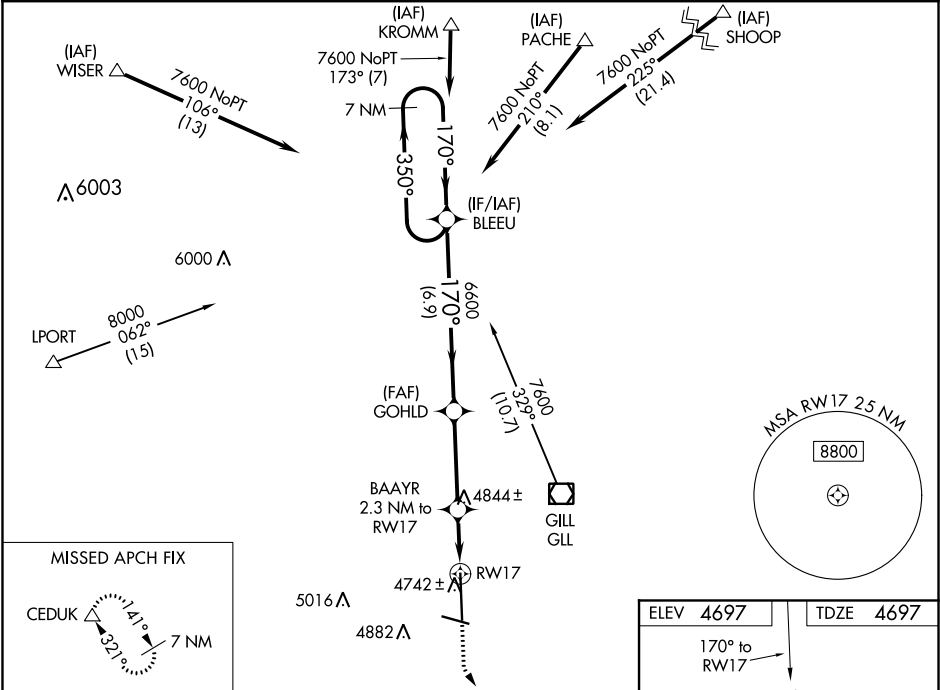 (IAF)
WISER
7600 NoPT
106°
(13)
(IAF)
KROMM
7600 NoPT
173° (7)
7 NM
350°
170°
(IAF)
PACHE
7600 NoPT
210°
(8.1)
(IAF)
SHOOP
7600 NoPT
225°
(21.4)
6003
(IF/IAF)
BLEEU
6000
6600
170°
(6.9)
LPORT
8000
062°
(15)
(FAF)
GOHLD
7600
329°
(10.7)
GILL
GLL
BAAYR
2.3 NM to
RW17
4844 ±
RW17
4742 ±
5016
4882
MSA RW17 25 NM
8800
MISSED APCH FIX
CEDUK
141°
321°
7 NM
ELEV 4697
TDZE 4697
170° to
RW17